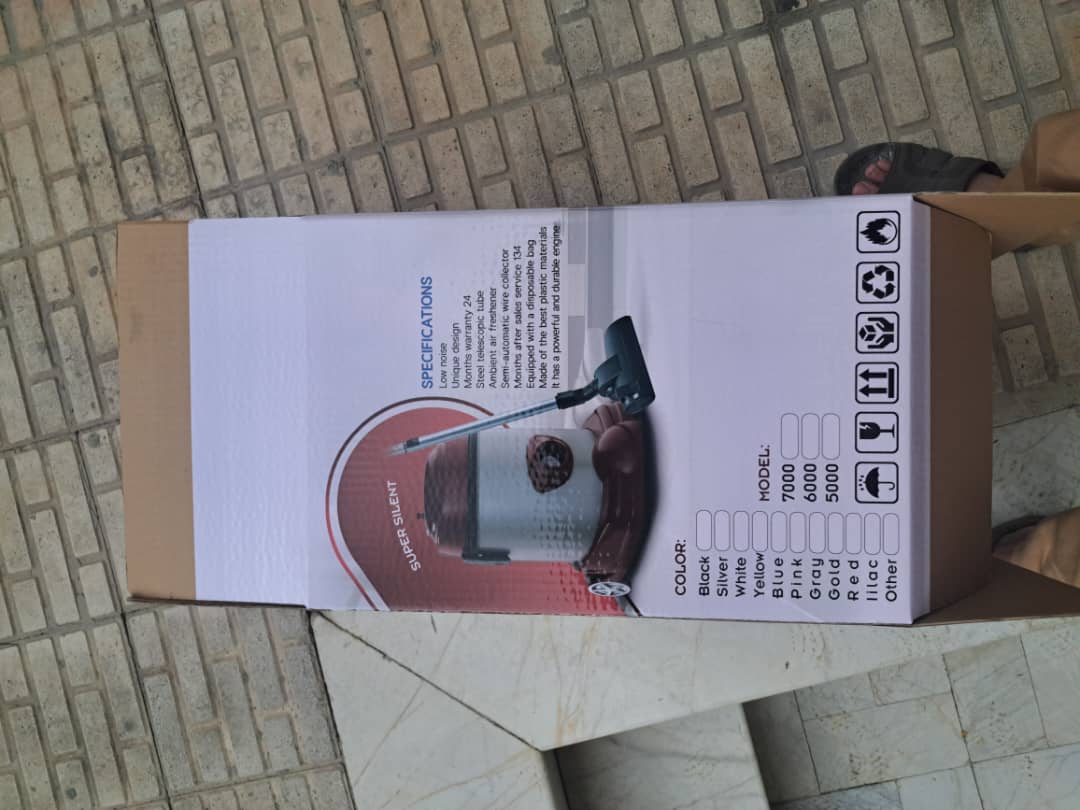 SUPER SILENT
SPECIFICATIONS
Low noise
Unique design
Months warranty 24
Steel telescopic tube
Ambient air freshener
Semi-automatic wire collector
Months after sales service 134
Equipped with a disposable bag
Made of the best plastic materials
It has a powerful and durable engine
COLOR:
Black
Silver
White
Yellow
Blue
Pink
Gray
Gold
Red
lilac
Other
MODEL:
7000
6000
5000